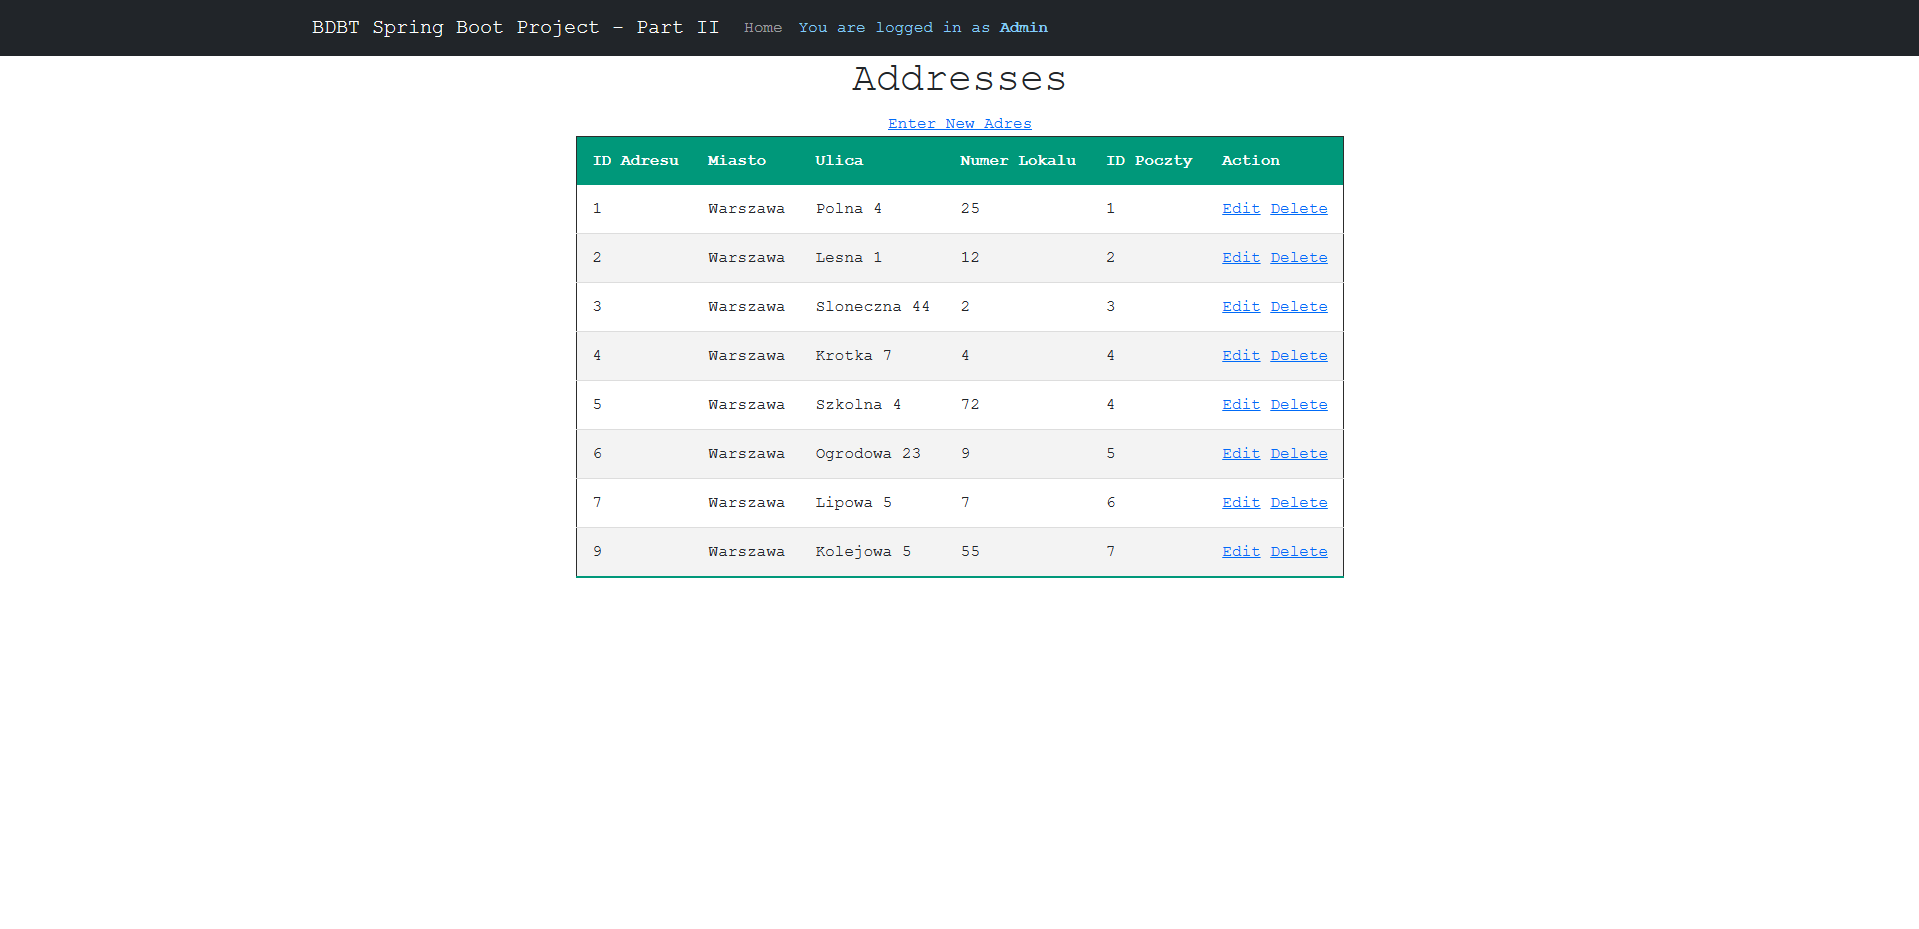 BDBT Spring Boot Project - Part II Home You are logged in as Admin
Addresses
Enter New Adres
ID Adresu Miasto Ulica Numer Lokalu ID Poczty Action
1 Warszawa Polna 4 25 1 Edit Delete
2 Warszawa Lesna 1 12 2 Edit Delete
3 Warszawa Sloneczna 44 2 3 Edit Delete
4 Warszawa Krotka 7 4 4 Edit Delete
5 Warszawa Szkolna 4 72 4 Edit Delete
6 Warszawa Ogrodowa 23 9 5 Edit Delete
7 Warszawa Lipowa 5 7 6 Edit Delete
9 Warszawa Kolejowa 5 55 7 Edit Delete